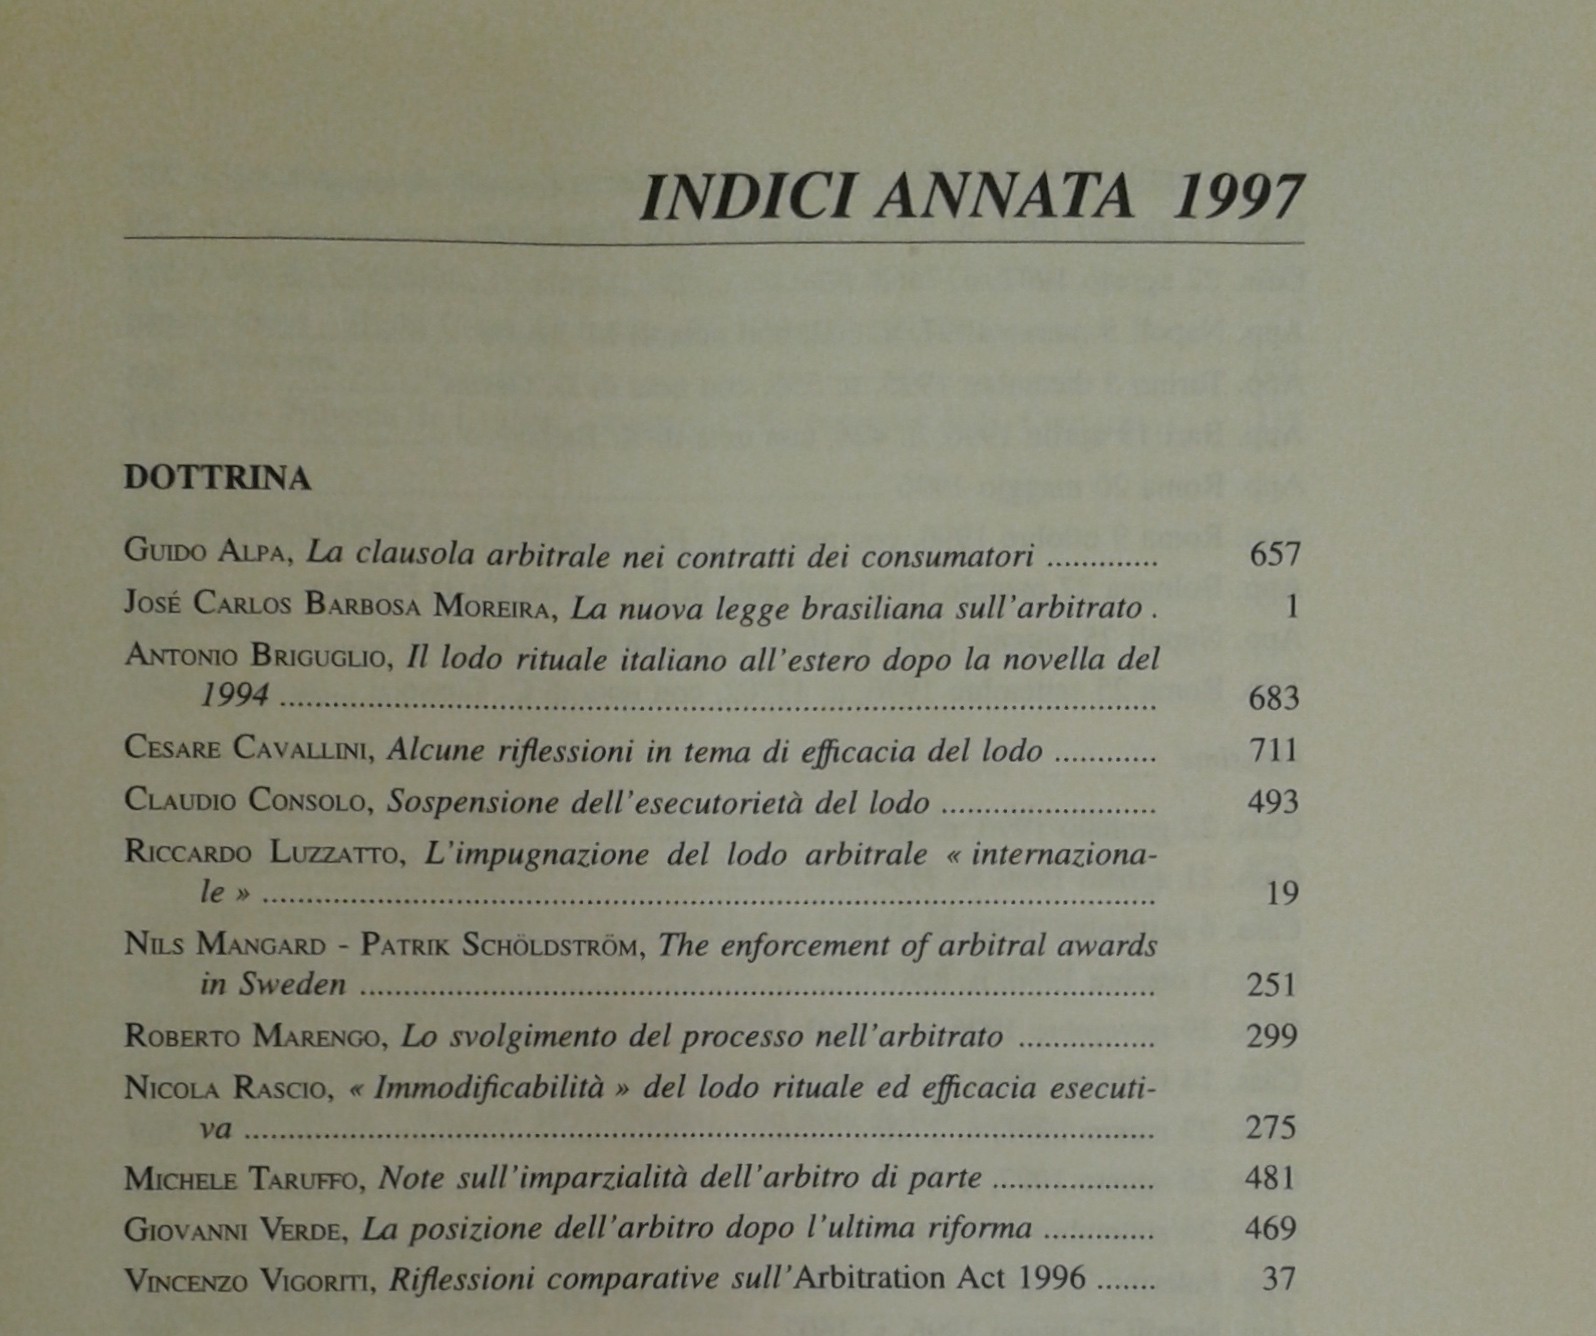 INDICI ANNATA 1997
DOTTRINA
GUIDO ALPA, La clausola arbitrale nei contratti dei consumatori ............. 657
JOSÉ CARLOS BARBOSA MOREIRA, La nuova legge brasiliana sull'arbitrato . 1
ANTONIO BRIGUGLIO, Il lodo rituale italiano all'estero dopo la novella del
1994 ............. 683
CESARE CAVALLINI, Alcune riflessioni in tema di efficacia del lodo ............ 711
CLAUDIO CONSOLO, Sospensione dell'esecutorietà del lodo ............. 493
RICCARDO LUZZATTO, L'impugnazione del lodo arbitrale « internaziona-
le » ............. 19
NILS MANGARD - PATRIK SCHÖLDSTRÖM, The enforcement of arbitral awards
in Sweden ............. 251
ROBERTO MARENGO, Lo svolgimento del processo nell'arbitrato ............. 299
NICOLA RASCIO, « Immodificabilità » del lodo rituale ed efficacia esecuti-
va ............. 275
MICHELE TARUFFO, Note sull'imparzialità dell'arbitro di parte ............. 481
GIOVANNI VERDE, La posizione dell'arbitro dopo l'ultima riforma ............. 469
VINCENZO VIGORITI, Riflessioni comparative sull'Arbitration Act 1996 ....... 37